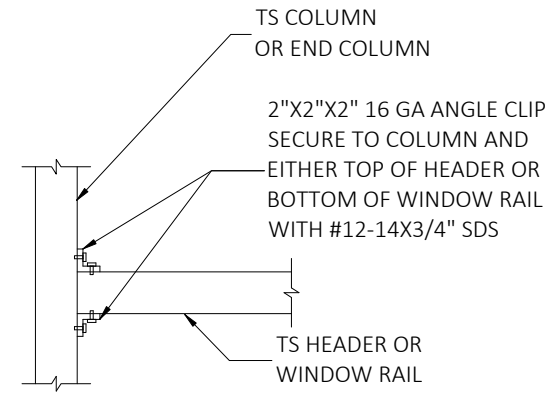 TS COLUMN
OR END COLUMN
2"X2"X2" 16 GA ANGLE CLIP
SECURE TO COLUMN AND
EITHER TOP OF HEADER OR
BOTTOM OF WINDOW RAIL
WITH #12-14X3/4" SDS
TS HEADER OR
WINDOW RAIL